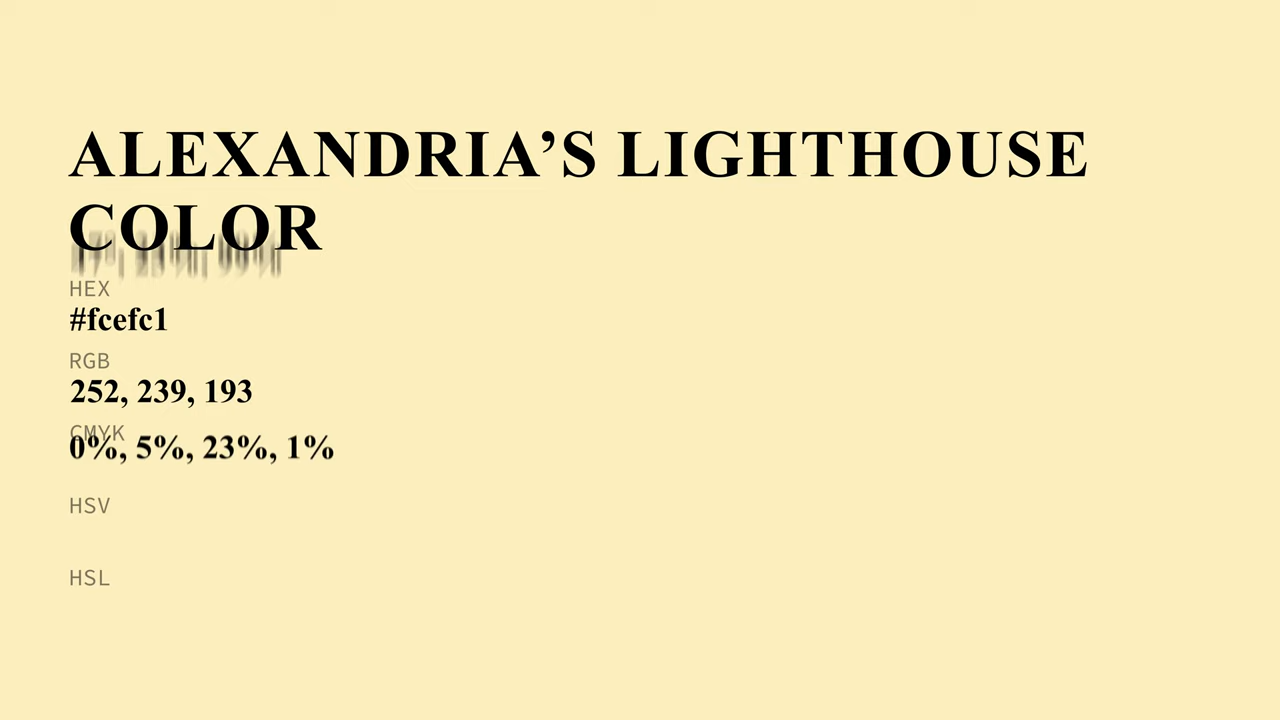 ALEXANDRIA’S LIGHTHOUSE
COLOR
HEX
#fcefc1
RGB
252, 239, 193
CMYK
0%, 5%, 23%, 1%
HSV
HSL